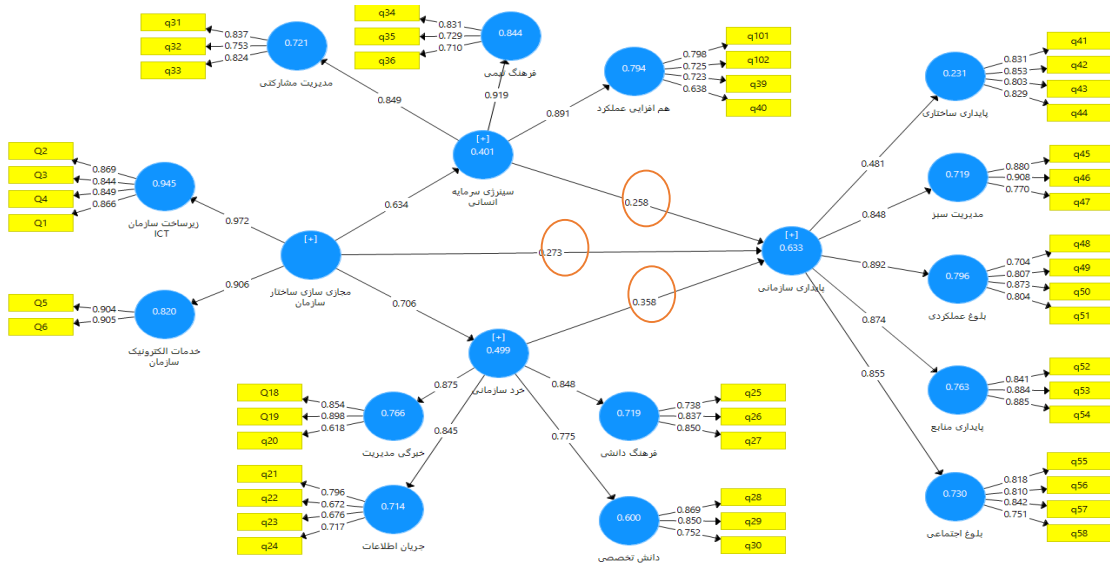 q31
q32
q33
0.837
0.753
0.824
0.721
مدیریت مشارکتی
q34
q35
q36
0.831
0.729
0.710
0.844
فرهنگ تیمی
0.794
هم افزایی عملکرد
0.798
0.725
0.723
0.638
q101
q102
q39
q40
0.849
0.919
0.891
[+]
0.401
سینرژی سرمایه
انسانی
Q2
Q3
Q4
Q1
0.869
0.844
0.849
0.866
0.945
زیرساخت سازمان
ICT
0.972
0.634
[+]
مجازی سازی ساختار
سازمان
0.906
0.706
Q5
Q6
0.904
0.905
0.820
خدمات الکترونیک
سازمان
0.258
0.273
0.358
[+]
0.633
پایداری سازمانی
[+]
0.499
خرد سازمانی
0.875
0.845
0.848
0.775
Q18
Q19
q20
0.854
0.898
0.618
0.766
خبرگی مدیریت
q21
q22
q23
q24
0.796
0.672
0.676
0.717
0.714
جریان اطلاعات
0.719
فرهنگ دانشی
0.738
0.837
0.850
q25
q26
q27
0.600
دانش تخصصی
0.869
0.850
0.752
q28
q29
q30
0.481
0.848
0.892
0.874
0.855
0.231
پایداری ساختاری
0.831
0.853
0.803
0.829
q41
q42
q43
q44
0.719
مدیریت سبز
0.880
0.908
0.770
q45
q46
q47
0.796
بلوغ عملکردی
0.704
0.807
0.873
0.804
q48
q49
q50
q51
0.763
پایداری منابع
0.841
0.884
0.885
q52
q53
q54
0.730
بلوغ اجتماعی
0.818
0.810
0.842
0.751
q55
q56
q57
q58